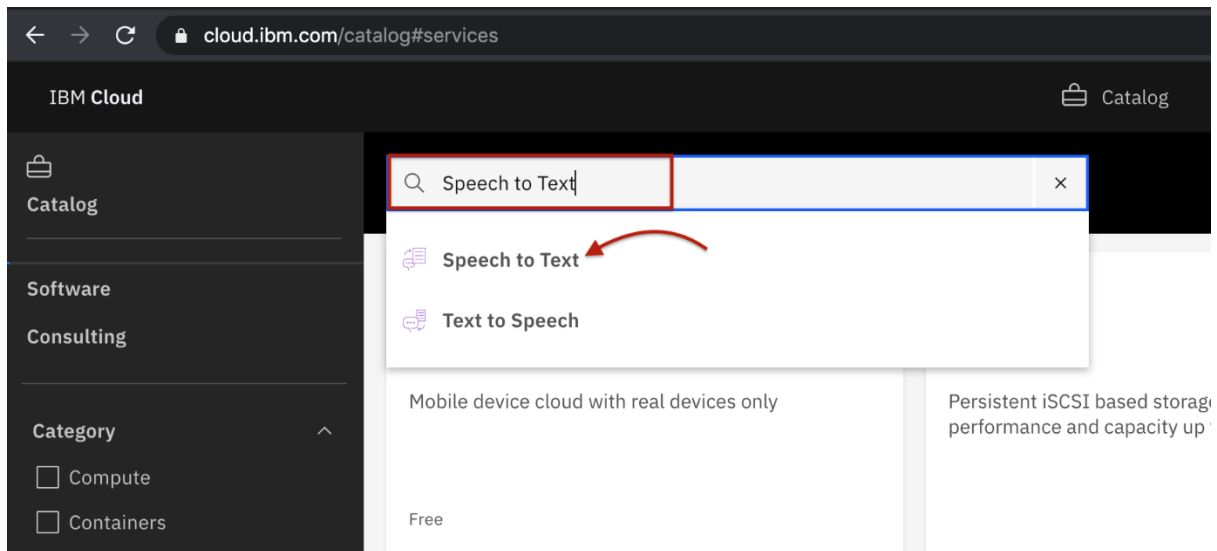 cloud.ibm.com/catalog#services
IBM Cloud
Catalog
Catalog
Software
Consulting
Category
Compute
Containers
Speech to Text
Speech to Text
Text to Speech
Mobile device cloud with real devices only
Free
Persistent iSCSI based storage
performance and capacity up